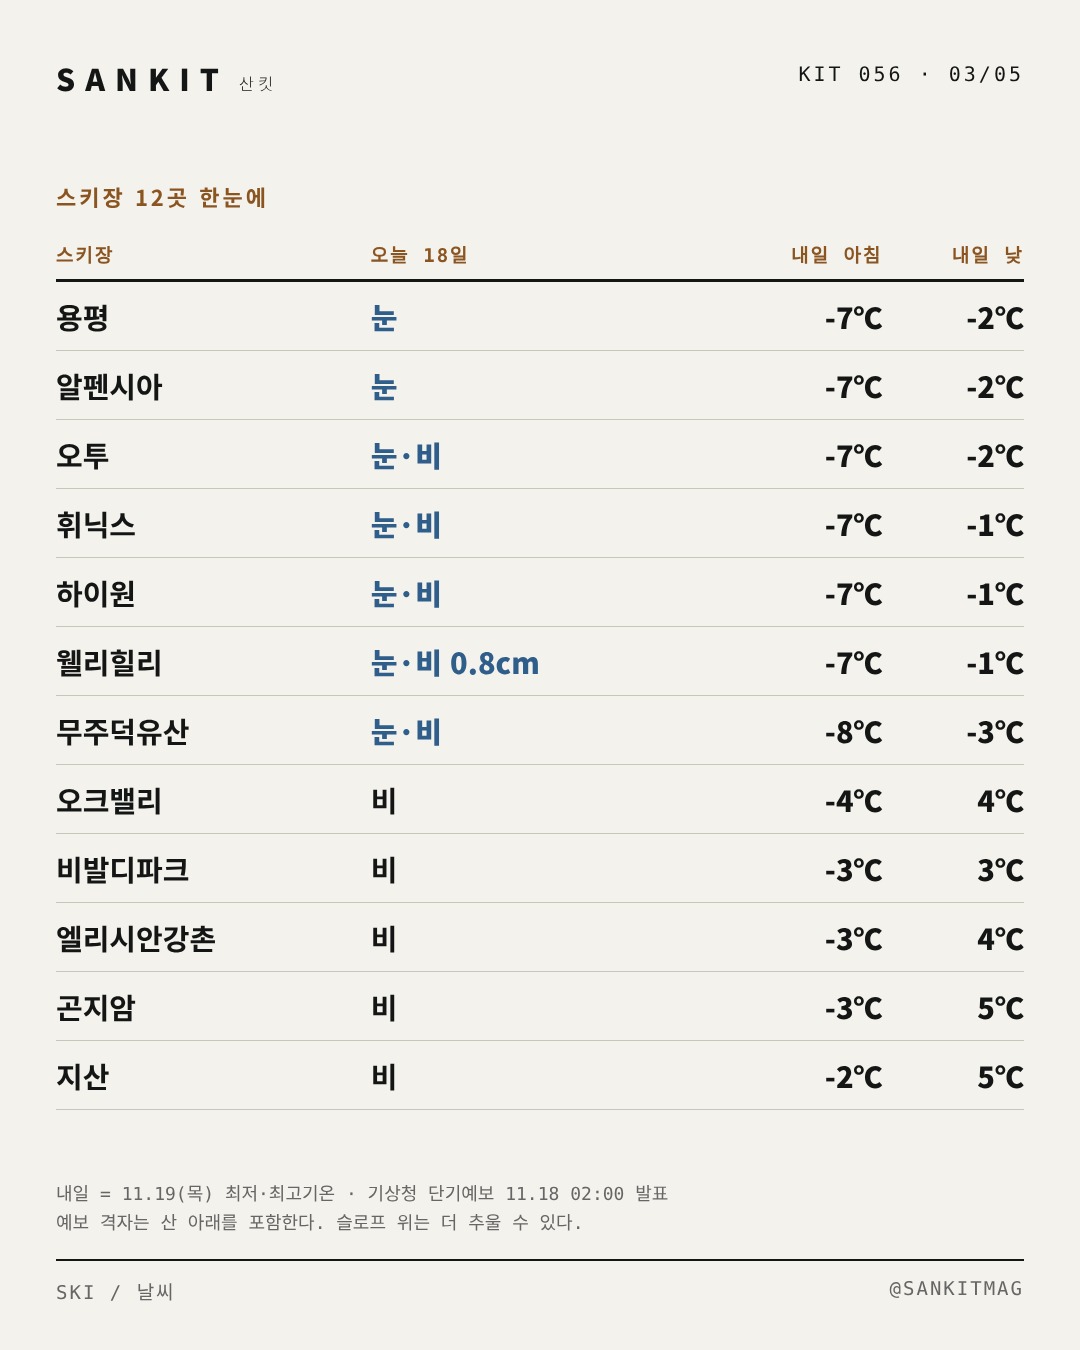 SANKIT 산킷
KIT 056 · 03/05
스키장 12곳 한눈에
스키장 오늘 18일 내일 아침 내일 낮
용평 눈 -7℃ -2℃
알펜시아 눈 -7℃ -2℃
오투 눈·비 -7℃ -2℃
휘닉스 눈·비 -7℃ -1℃
하이원 눈·비 -7℃ -1℃
웰리힐리 눈·비 0.8cm -7℃ -1℃
무주덕유산 눈·비 -8℃ -3℃
오크밸리 비 -4℃ 4℃
비발디파크 비 -3℃ 3℃
엘리시안강촌 비 -3℃ 4℃
곤지암 비 -3℃ 5℃
지산 비 -2℃ 5℃
내일 = 11.19(목) 최저·최고기온 · 기상청 단기예보 11.18 02:00 발표
예보 격자는 산 아래를 포함한다. 슬로프 위는 더 추울 수 있다.
SKI / 날씨
@SANKITMAG